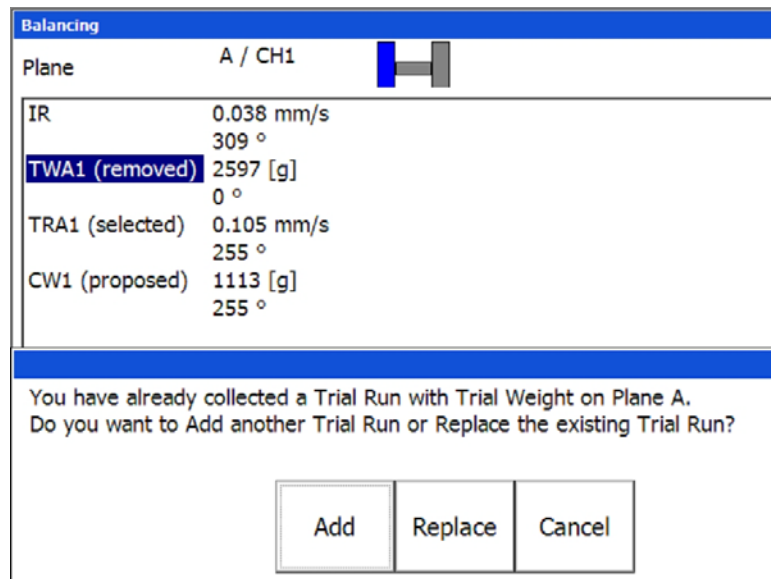 Balancing
Plane A / CH1
IR 0.038 mm/s
309 °
TWA1 (removed) 2597 [g]
0 °
TRA1 (selected) 0.105 mm/s
255 °
CW1 (proposed) 1113 [g]
255 °
You have already collected a Trial Run with Trial Weight on Plane A.
Do you want to Add another Trial Run or Replace the existing Trial Run?
Add Replace Cancel